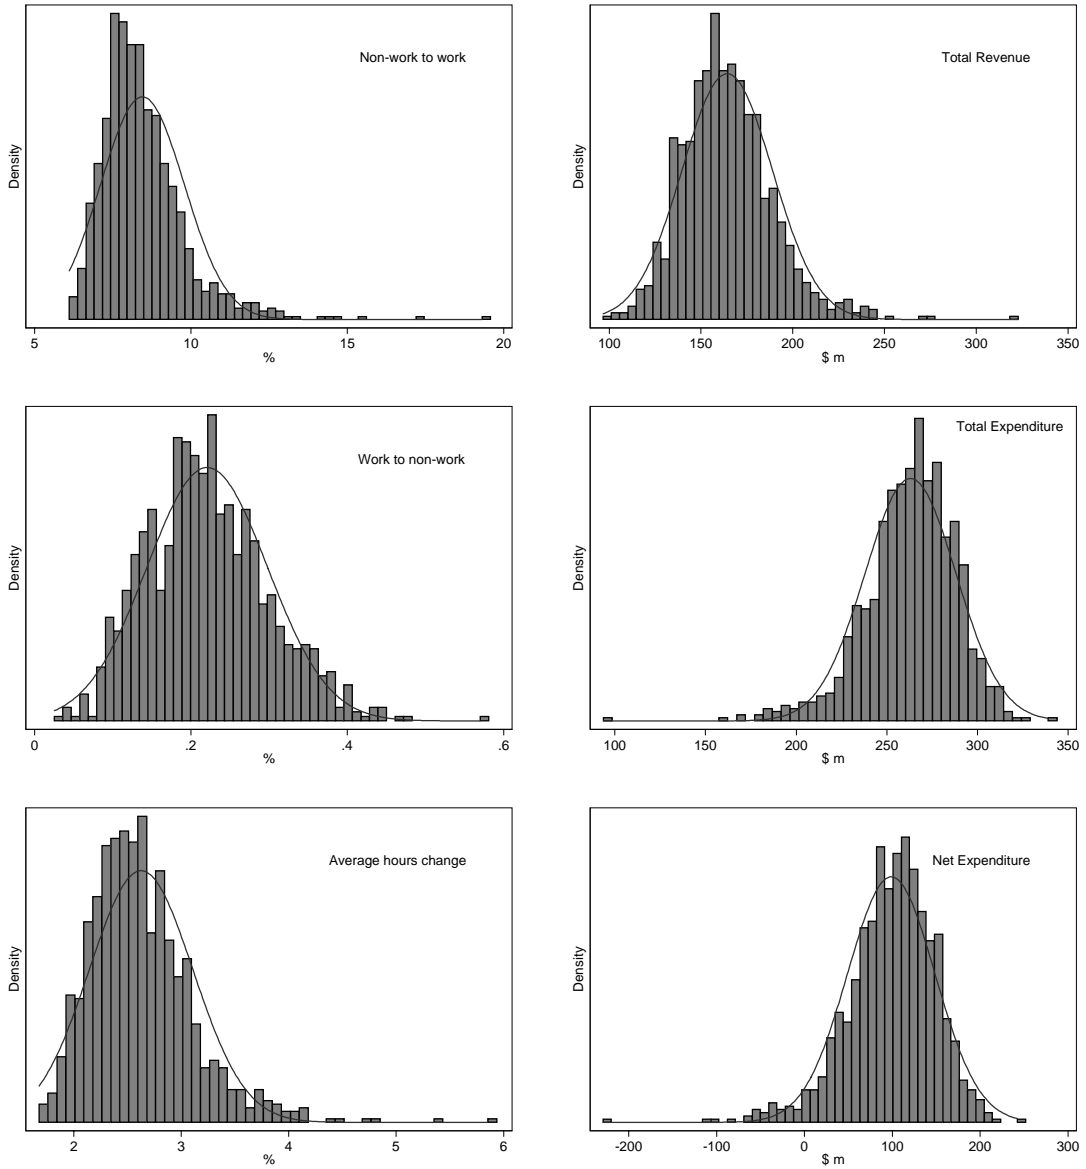 Non-work to work
Density
5 10 15 20
%
Total Revenue
Density
100 150 200 250 300 350
$ m
Work to non-work
Density
0 .2 .4 .6
%
Total Expenditure
Density
100 150 200 250 300 350
$ m
Average hours change
Density
2 3 4 5 6
%
Net Expenditure
Density
-200 -100 0 100 200 300
$ m